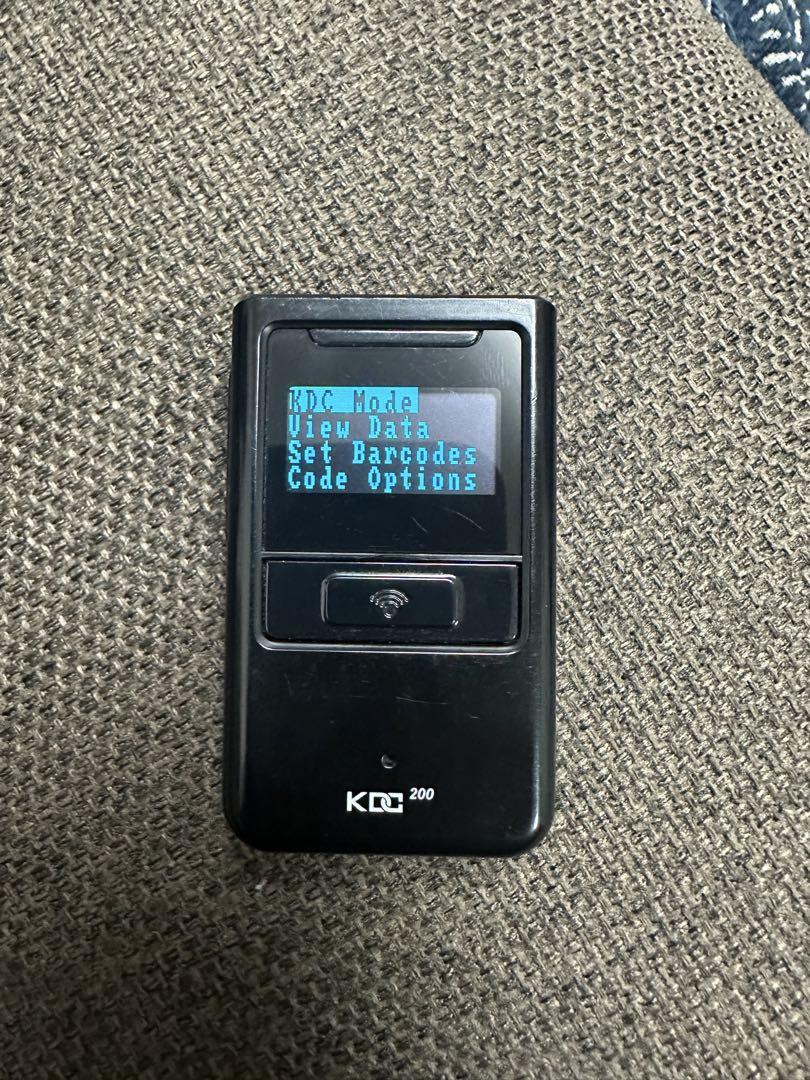 KDC Mode
View Data
Set Barcodes
Code Options
KDC 200